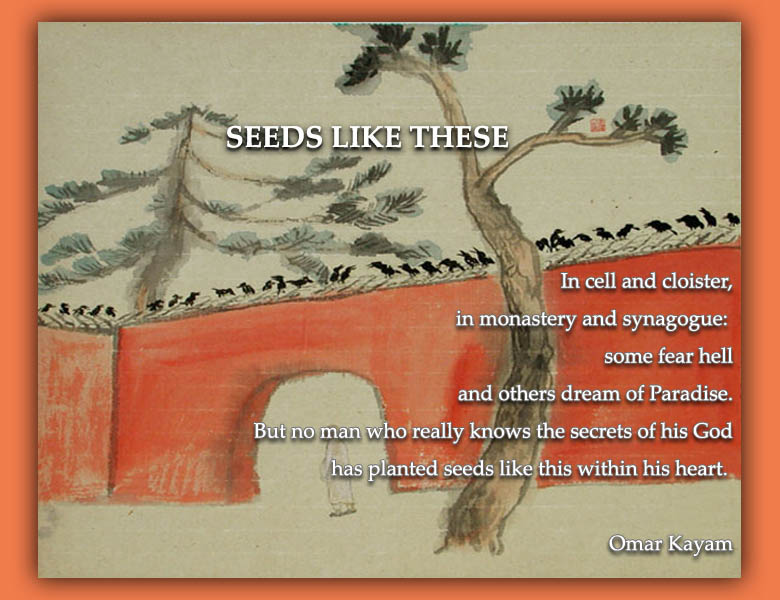 SEEDS LIKE THESE
In cell and cloister,
in monastery and synagogue:
some fear hell
and others dream of Paradise.
But no man who really knows the secrets of his God
has planted seeds like this within his heart.
Omar Kayam